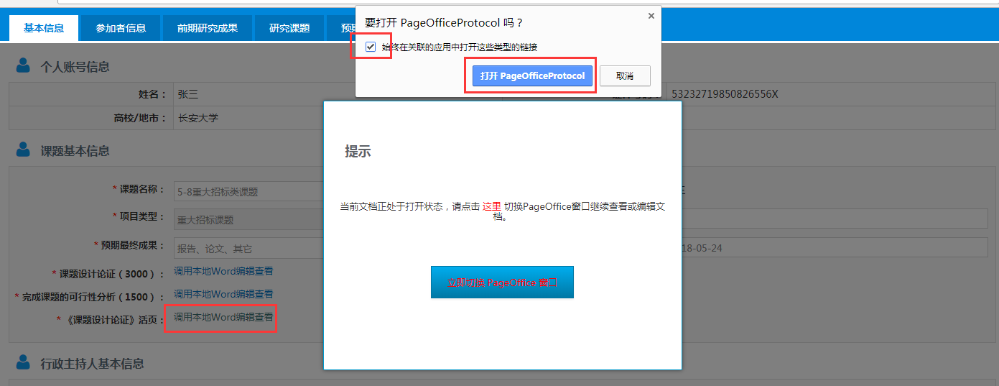 要打开 PageOfficeProtocol 吗？
始终在关联的应用中打开这些类型的链接
打开 PageOfficeProtocol 取消
基本信息 参加者信息 前期研究成果 研究课题
个人账号信息
姓名： 张三 53232719850826556X
高校/地市： 长安大学
提示
课题基本信息
* 课题名称： 5-8重大招标类课题
当前文档正处于打开状态，请点击 这里 切换PageOffice窗口继续查看或编辑文
档。
* 项目类型： 重大招标课题
* 预期最终成果： 报告、论文、其它 18-05-24
* 课题设计论证（3000）： 调用本地Word编辑查看
立即切换 PageOffice 窗口
* 完成课题的可行性分析（1500）： 调用本地Word编辑查看
* 《课题设计论证》活页： 调用本地Word编辑查看
行政主持人基本信息